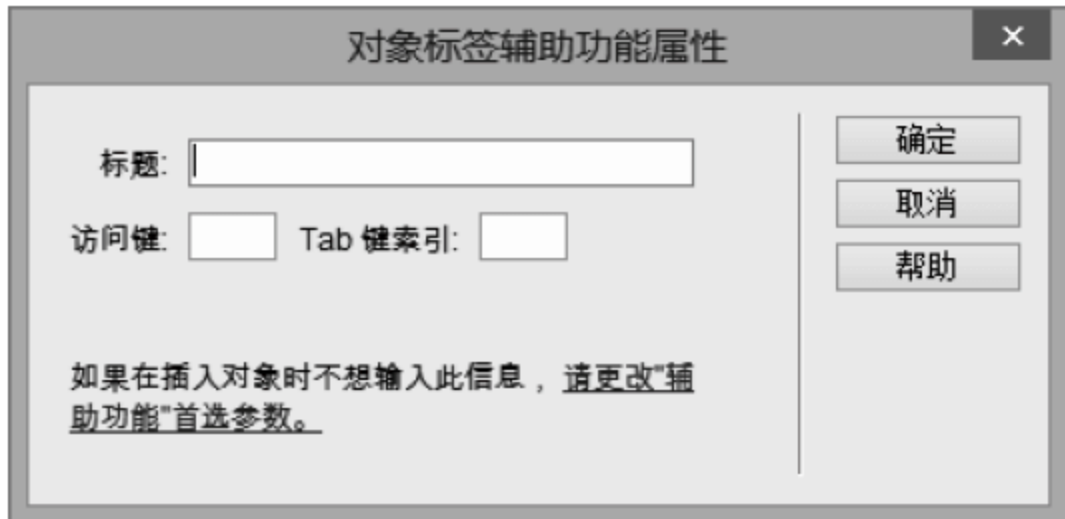 对象标签辅助功能属性
×
标题:
确定
取消
访问键: Tab 键索引:
帮助
如果在插入对象时不想输入此信息，请更改"辅
助功能"首选参数。